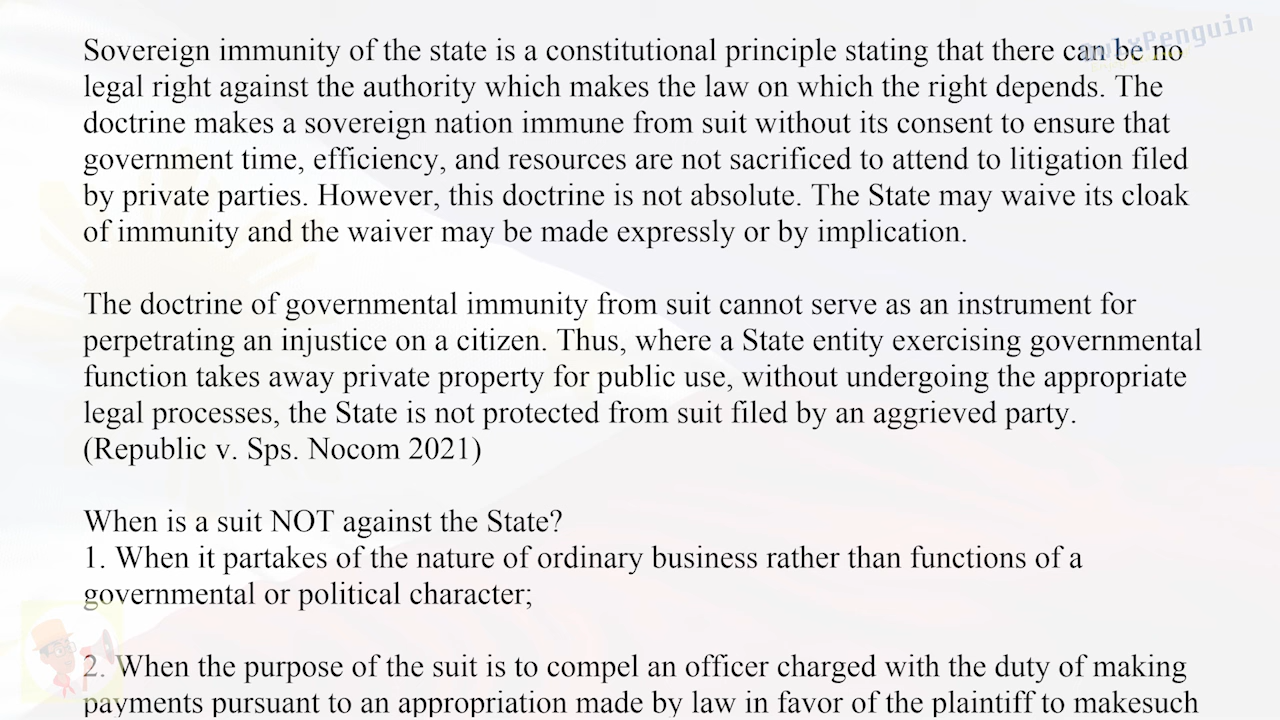 OnlxPenguin
Sovereign immunity of the state is a constitutional principle stating that there can be no
legal right against the authority which makes the law on which the right depends. The
doctrine makes a sovereign nation immune from suit without its consent to ensure that
government time, efficiency, and resources are not sacrificed to attend to litigation filed
by private parties. However, this doctrine is not absolute. The State may waive its cloak
of immunity and the waiver may be made expressly or by implication.
The doctrine of governmental immunity from suit cannot serve as an instrument for
perpetrating an injustice on a citizen. Thus, where a State entity exercising governmental
function takes away private property for public use, without undergoing the appropriate
legal processes, the State is not protected from suit filed by an aggrieved party.
(Republic v. Sps. Nocom 2021)
When is a suit NOT against the State?
1. When it partakes of the nature of ordinary business rather than functions of a
governmental or political character;
2. When the purpose of the suit is to compel an officer charged with the duty of making
payments pursuant to an appropriation made by law in favor of the plaintiff to makesuch